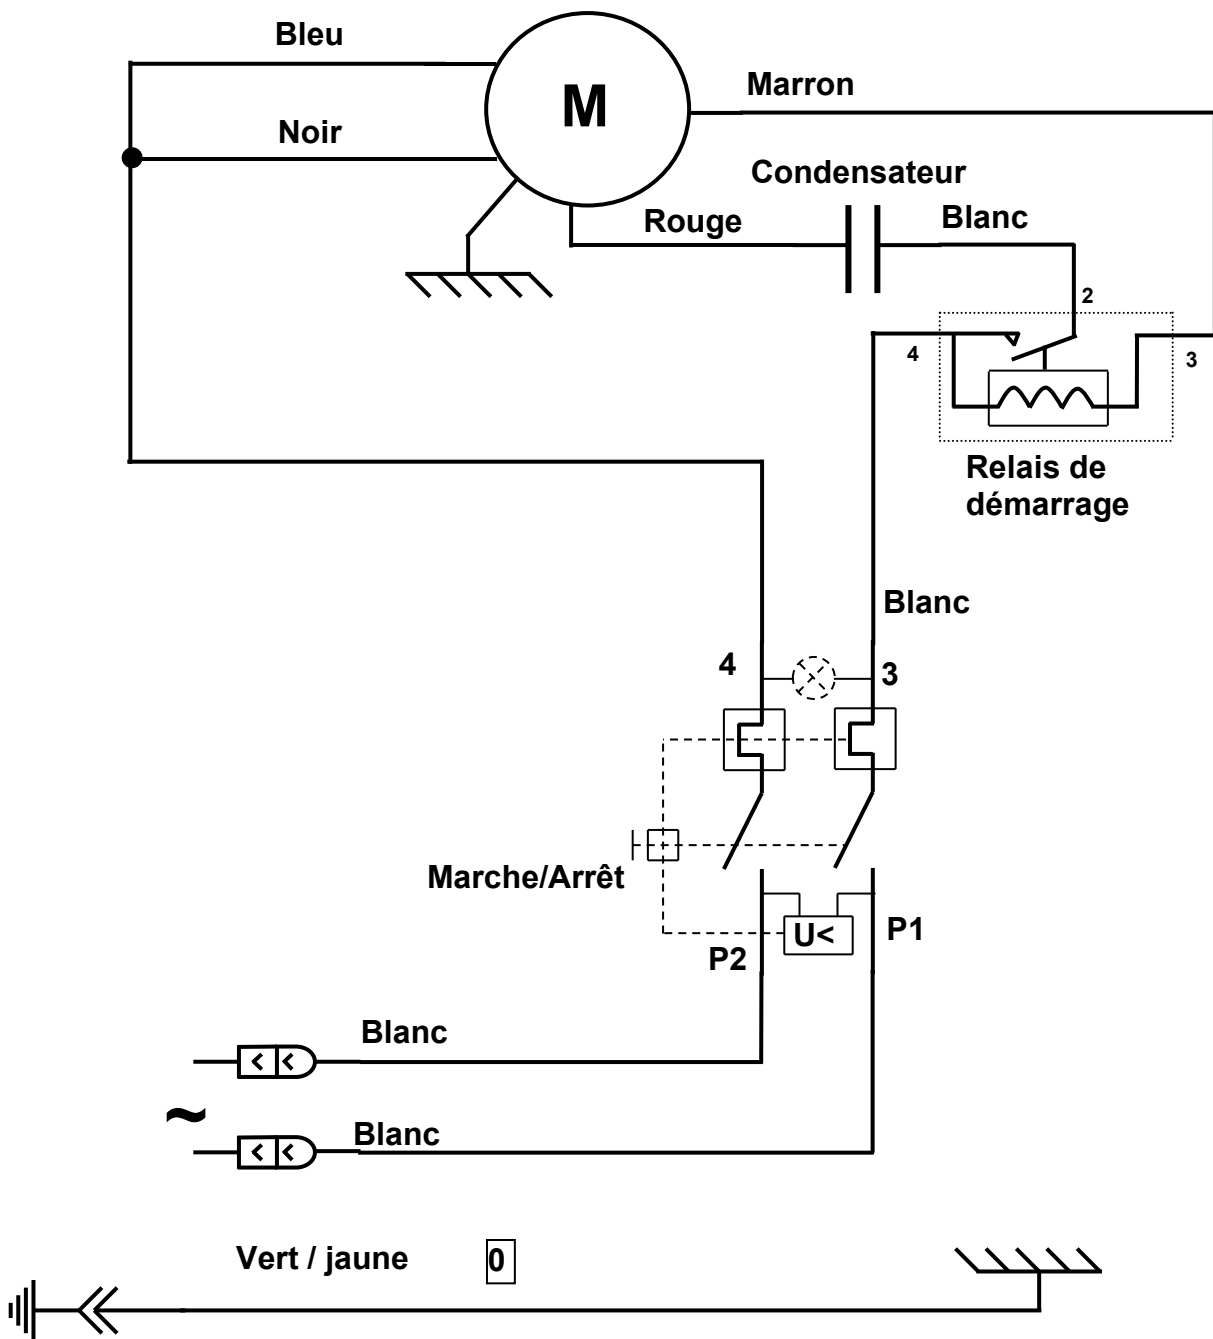 Bleu
M
Marron
Noir
Condensateur
Rouge
Blanc
2
4
3
Relais de
démarrage
Blanc
4
3
Marche/Arrêt
U<
P1
P2
Blanc
~
Blanc
Vert / jaune
0